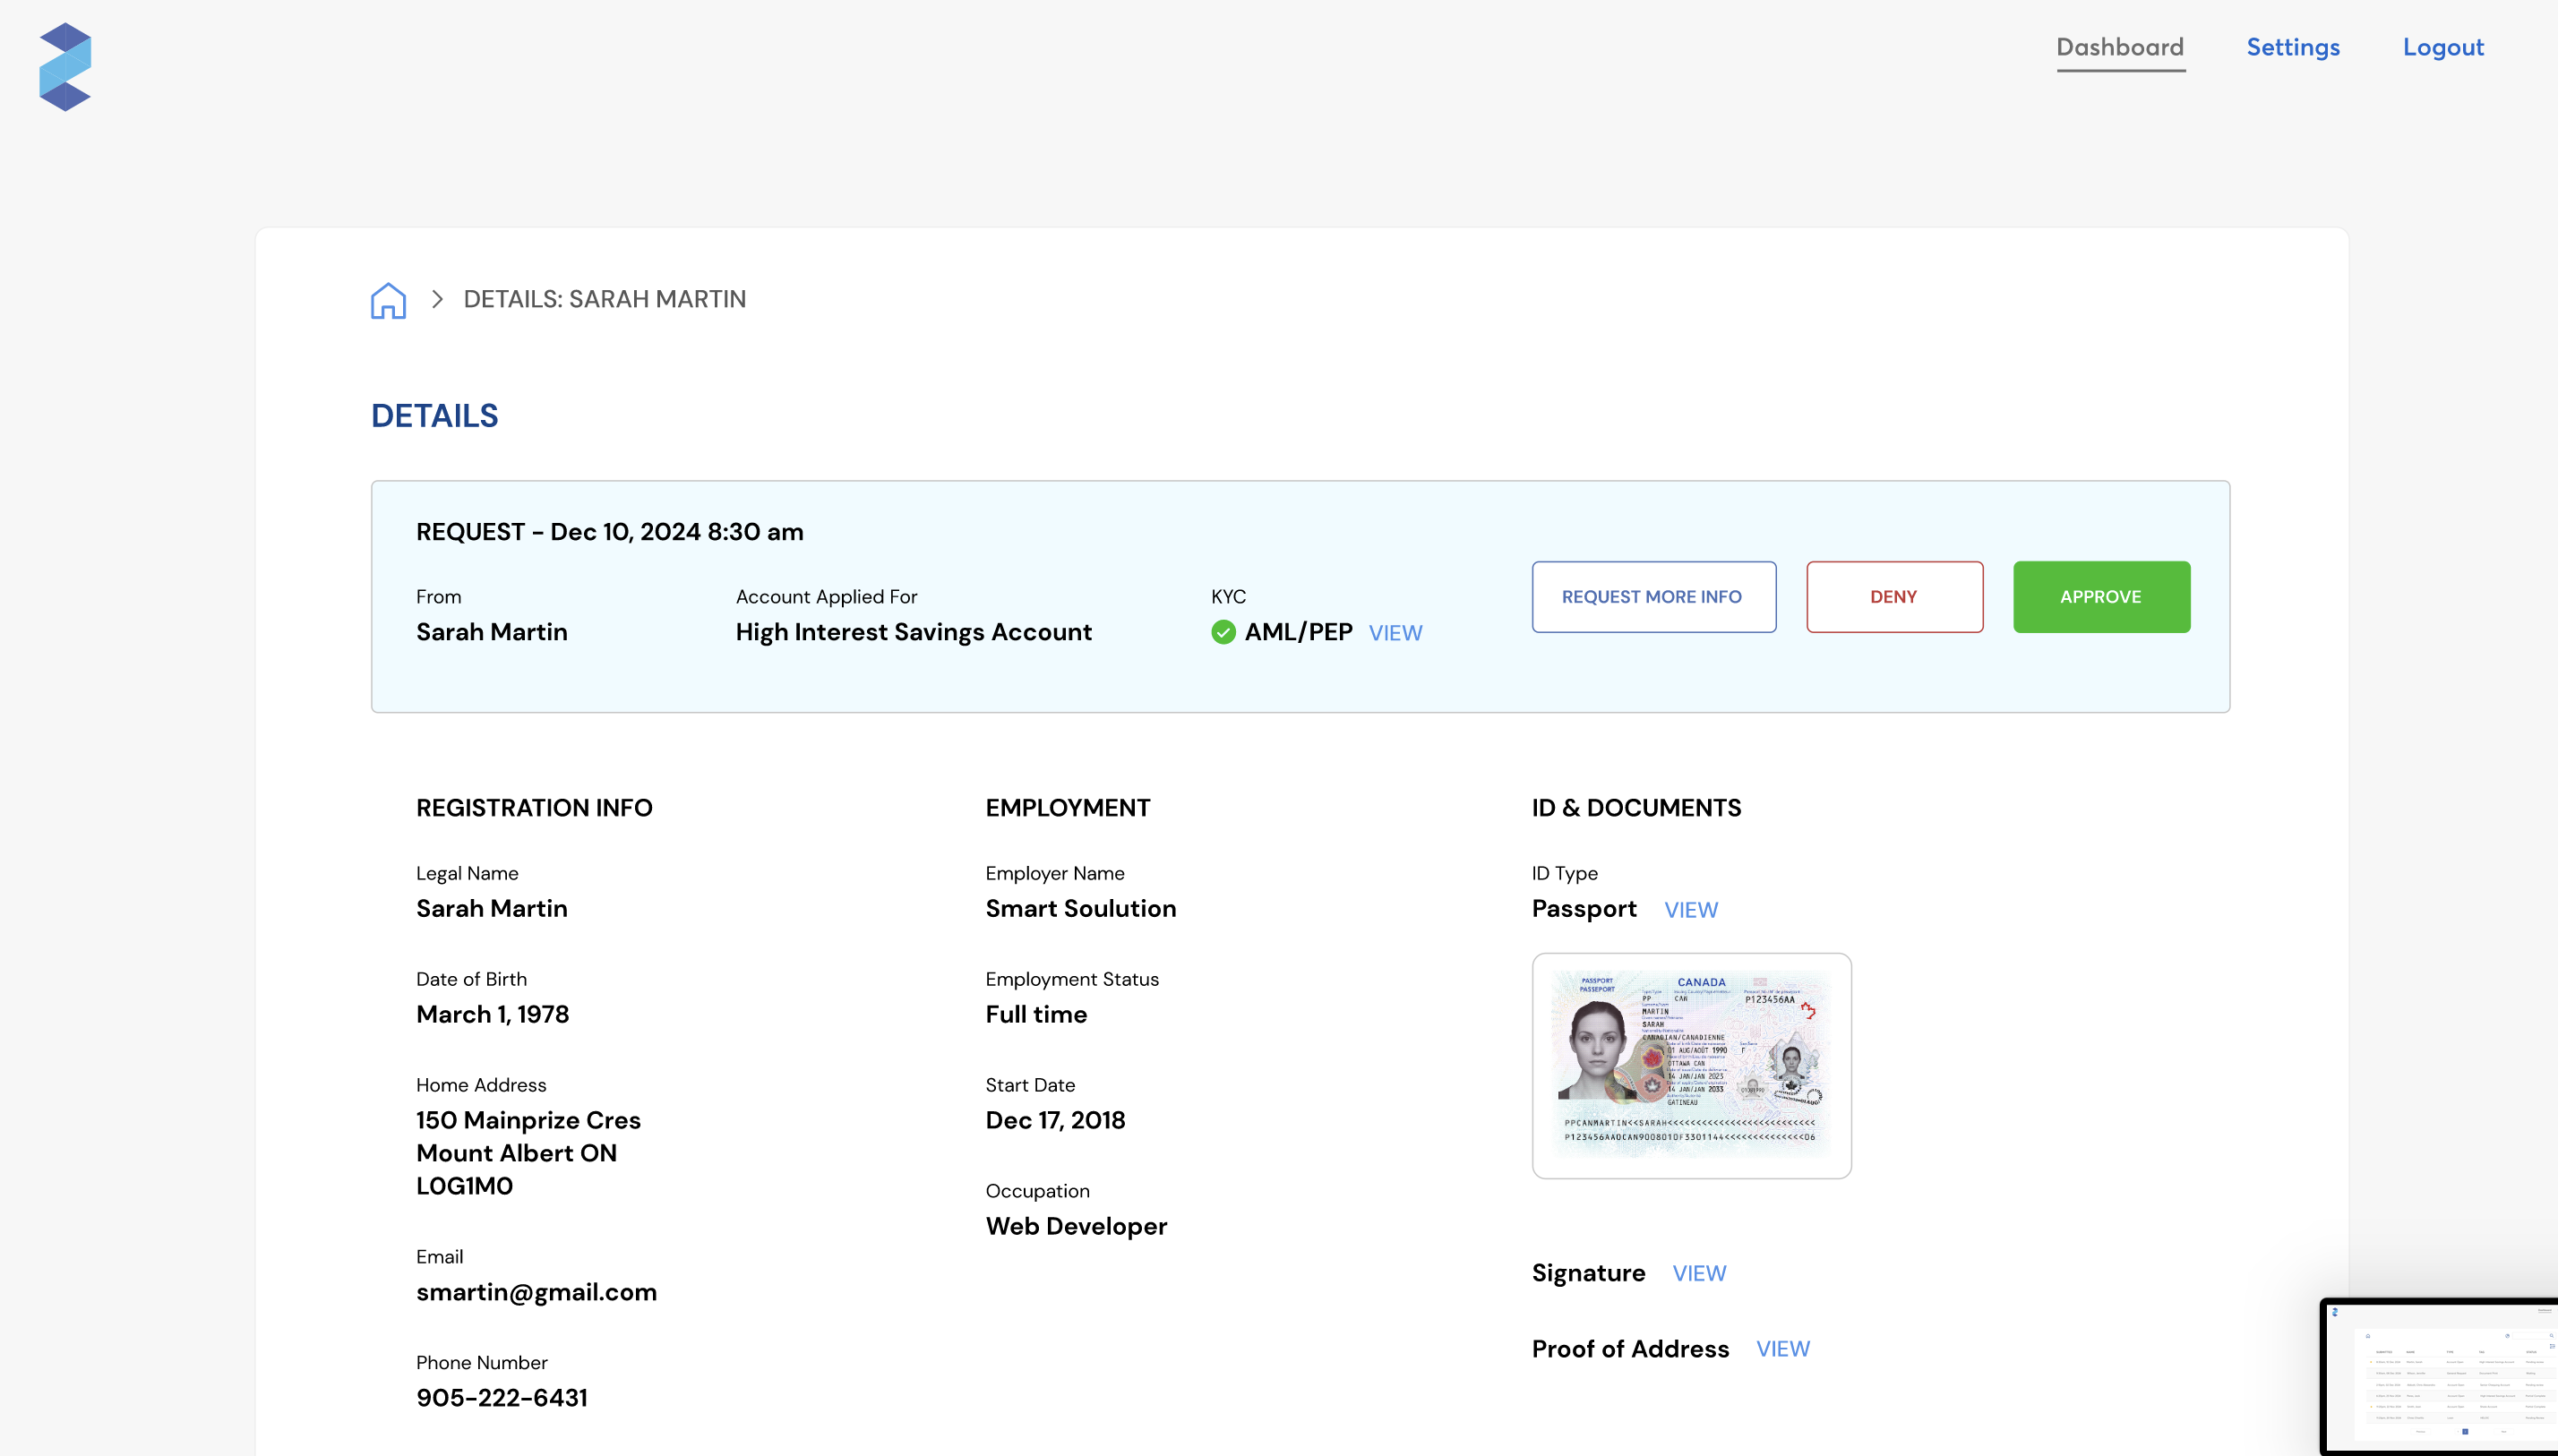 Dashboard
Settings
Logout
DETAILS: SARAH MARTIN
DETAILS
REQUEST – Dec 10, 2024 8:30 am
From
Sarah Martin
Account Applied For
High Interest Savings Account
KYC
AML/PEP VIEW
REQUEST MORE INFO
DENY
APPROVE
REGISTRATION INFO
Legal Name
Sarah Martin
Date of Birth
March 1, 1978
Home Address
150 Mainprize Cres
Mount Albert ON
L0G1M0
Email
smartin@gmail.com
Phone Number
905-222-6431
EMPLOYMENT
Employer Name
Smart Soulution
Employment Status
Full time
Start Date
Dec 17, 2018
Occupation
Web Developer
ID & DOCUMENTS
ID Type
Passport VIEW
PASSPORT
PASSEPORT
CANADA
PP CAN P123456AA
MARTIN
SARAH
CANADIAN/CANADIENNE
01 AUG/AOÛT 1990
OTTAWA CAN
14 JAN/JAN 2023
14 JAN/JAN 2033
GATINEAU
Signature VIEW
Proof of Address VIEW